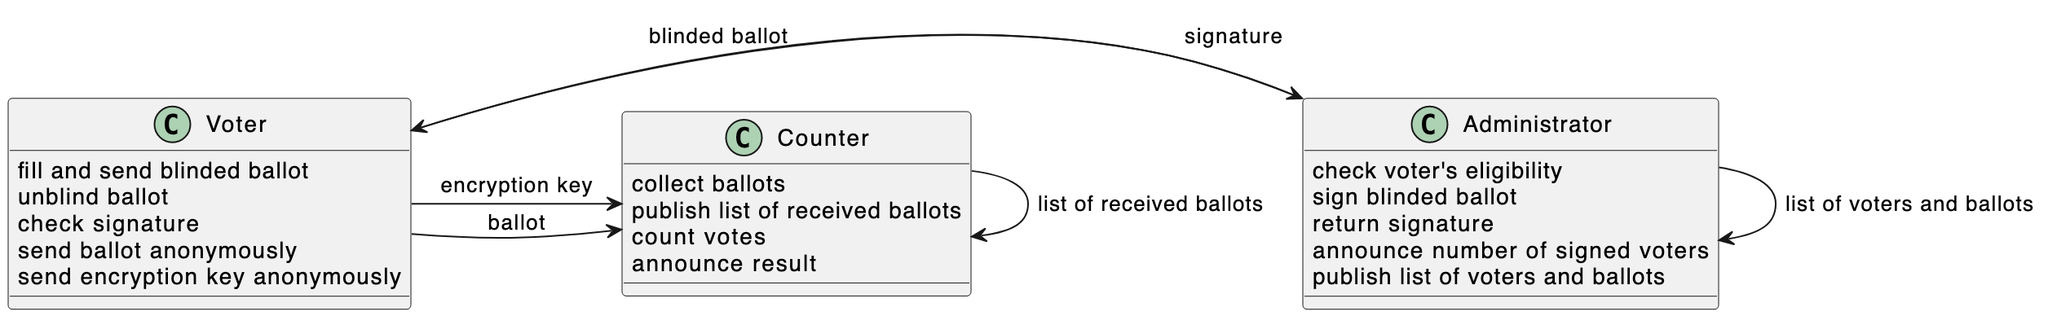 blinded ballot
signature
C Voter
fill and send blinded ballot
unblind ballot
check signature
send ballot anonymously
send encryption key anonymously
encryption key
ballot
C Counter
collect ballots
publish list of received ballots
count votes
announce result
list of received ballots
C Administrator
check voter's eligibility
sign blinded ballot
return signature
announce number of signed voters
publish list of voters and ballots
list of voters and ballots